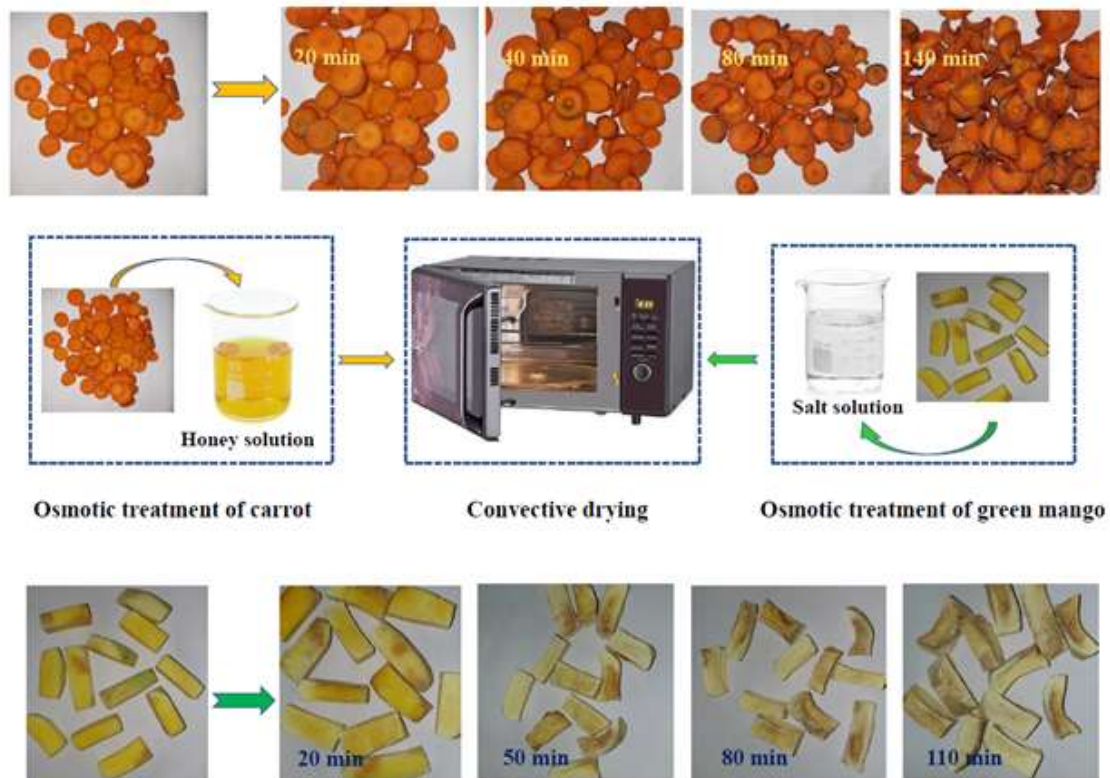 20 min
40 min
80 min
140 min
Honey solution
Salt solution
Osmotic treatment of carrot
Convective drying
Osmotic treatment of green mango
20 min
50 min
80 min
110 min